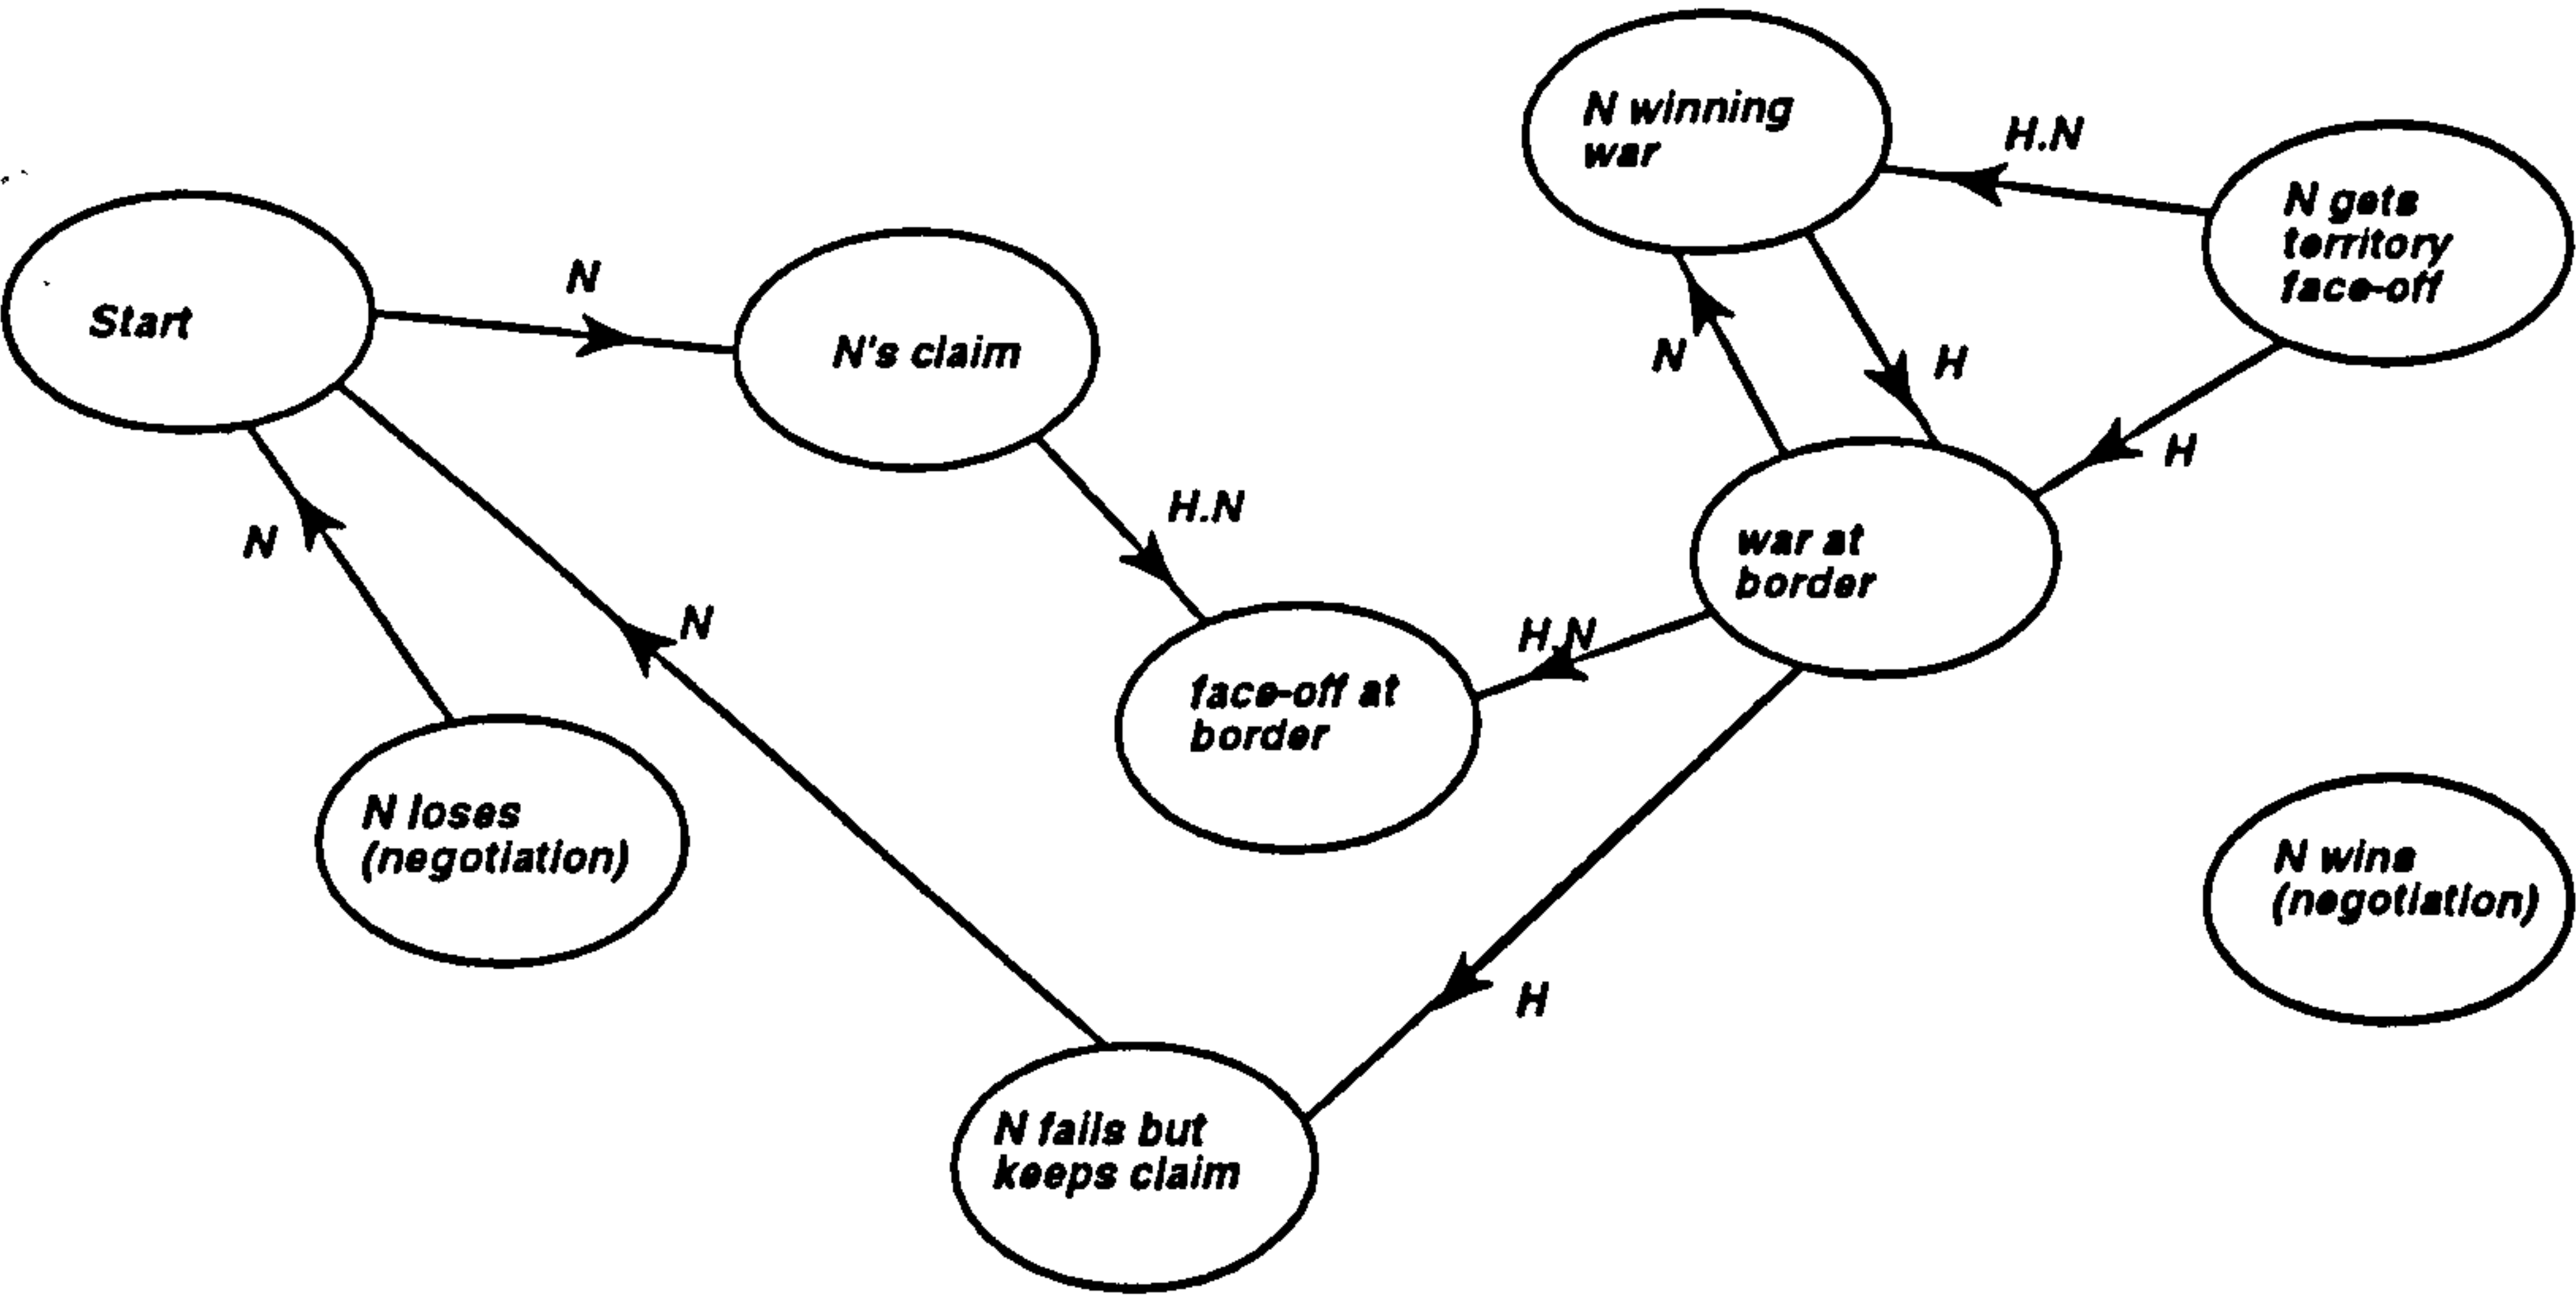 N winning
war
H.N
N gets
territory
face-off
Start
N
N's claim
N
H
H
H.N
N
war at
border
N
H.N
face-off at
border
N loses
(negotiation)
N wins
(negotiation)
H
N fails but
keeps claim